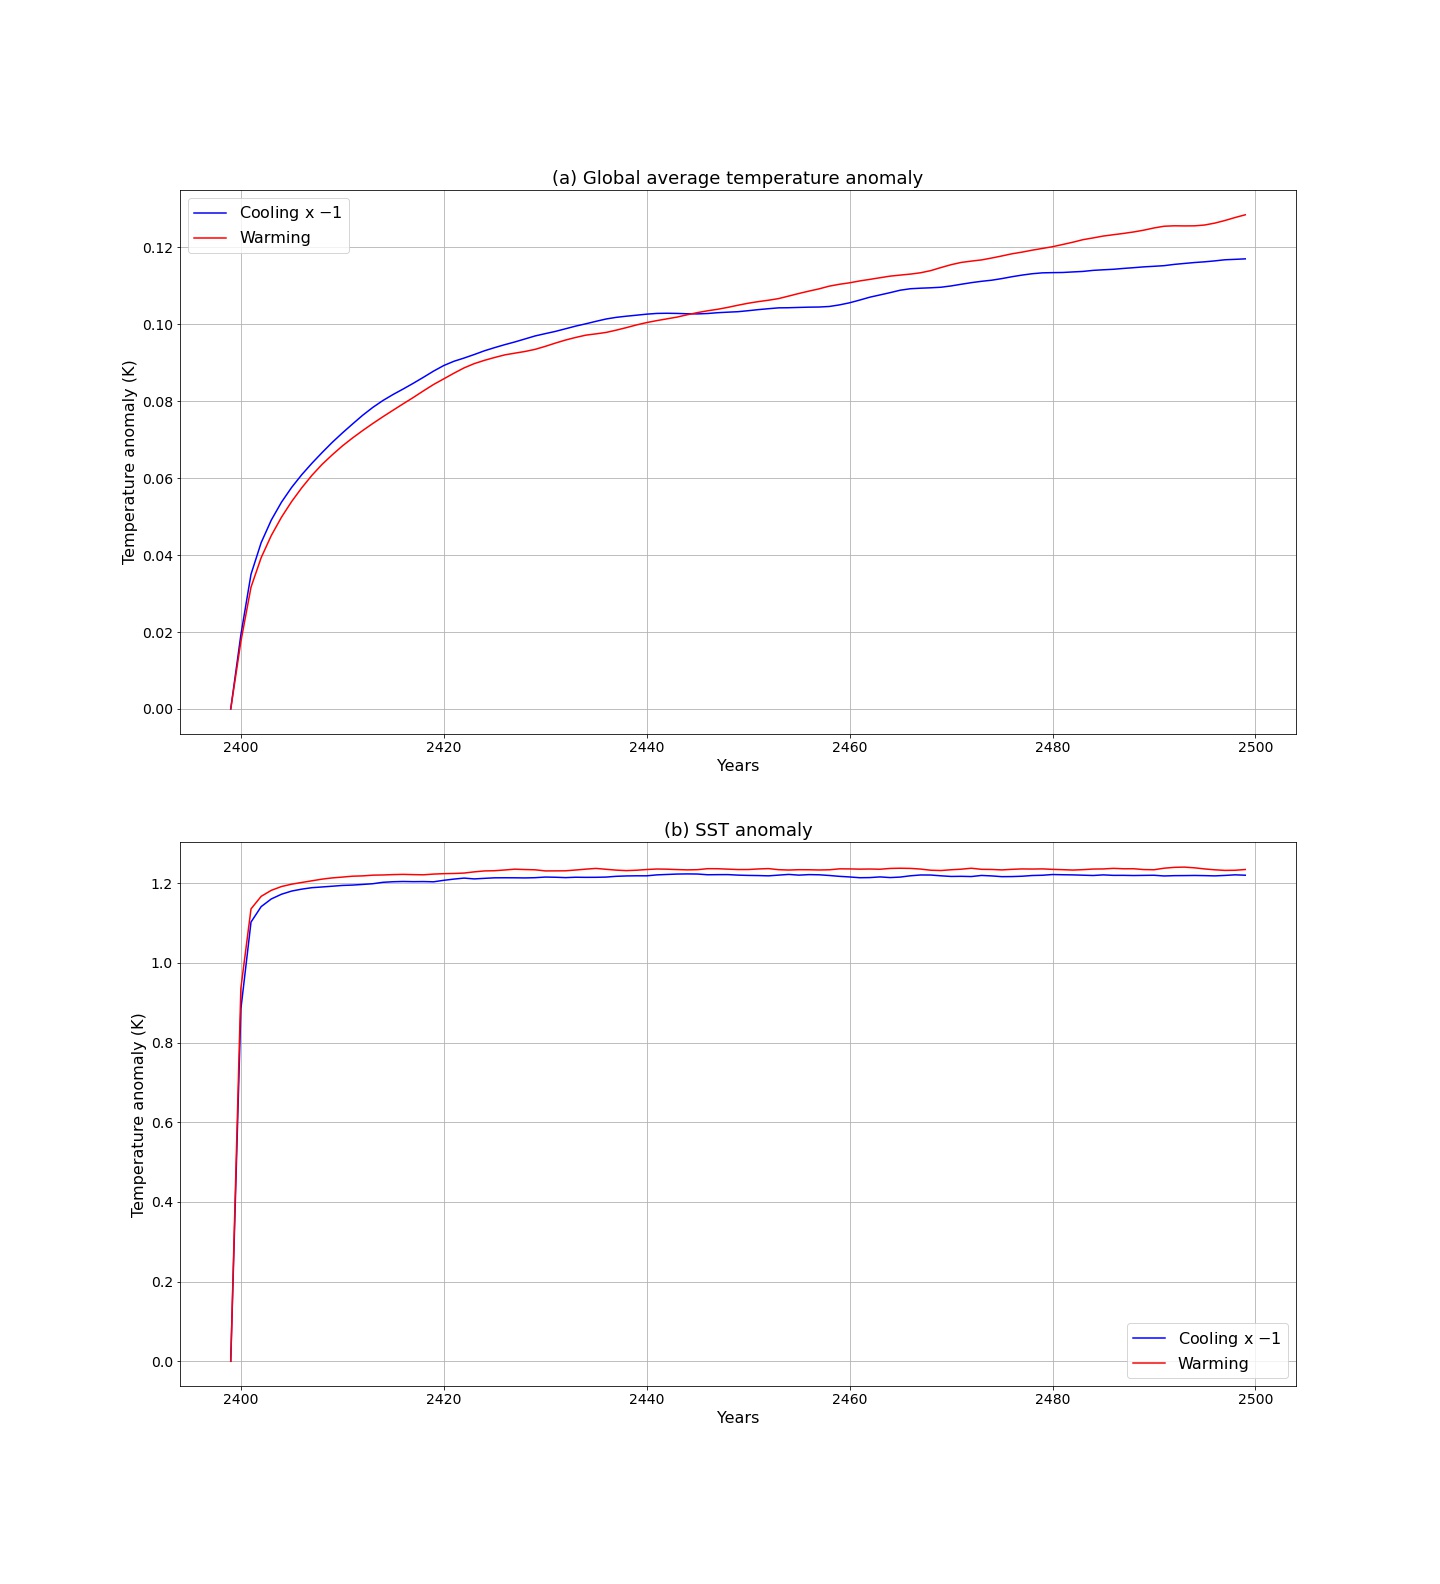 (a) Global average temperature anomaly
Cooling x −1
Warming
0.12
0.10
0.08
0.06
0.04
0.02
0.00
Temperature anomaly (K)
2400 2420 2440 2460 2480 2500
Years
(b) SST anomaly
1.2
1.0
0.8
0.6
0.4
0.2
0.0
Temperature anomaly (K)
Cooling x −1
Warming
2400 2420 2440 2460 2480 2500
Years